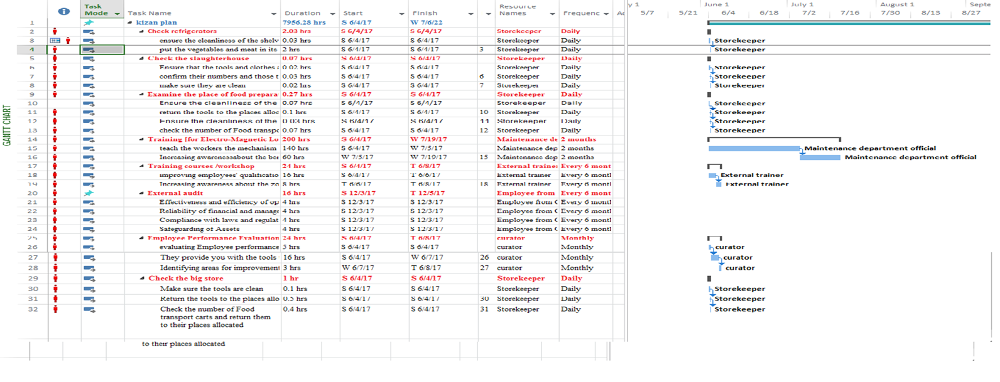 Task Mode Task Name Duration Start Finish Resource Names Frequenc Ac
y 1 June 1 July 1 August 1 Septe
5/7 5/21 6/4 6/18 7/2 7/16 7/30 8/13 8/27
GANTT CHART
1 kizan plan 7956.28 hrs S 6/4/17 W 7/6/22
2 Check refrigerators 2.03 hrs S 6/4/17 S 6/4/17 Storekeeper Daily
3 ensure the cleanliness of the shelv 0.03 hrs S 6/4/17 S 6/4/17 Storekeeper Daily Storekeeper
4 put the vegetables and meat in its 2 hrs S 6/4/17 S 6/4/17 3 Storekeeper Daily Storekeeper
5 Check the slaughterhouse 0.07 hrs S 6/4/17 S 6/4/17 Storekeeper Daily
6 Ensure that the tools and clothes 0.02 hrs S 6/4/17 S 6/4/17 Storekeeper Daily Storekeeper
7 confirm their numbers and those t 0.03 hrs S 6/4/17 S 6/4/17 6 Storekeeper Daily Storekeeper
8 make sure they are clean 0.02 hrs S 6/4/17 S 6/4/17 7 Storekeeper Daily Storekeeper
9 Examine the place of food prepara 0.27 hrs S 6/4/17 S 6/4/17 Storekeeper Daily
10 Ensure the cleanliness of the 0.07 hrs S 6/4/17 S 6/4/17 Storekeeper Daily Storekeeper
11 return the tools to the places alloc 0.1 hrs S 6/4/17 S 6/4/17 10 Storekeeper Daily Storekeeper
12 Ensure the cleanliness of the 0.03 hrs S 6/4/17 S 6/4/17 11 Storekeeper Daily Storekeeper
13 check the number of Food transpo 0.07 hrs S 6/4/17 S 6/4/17 12 Storekeeper Daily Storekeeper
14 Training [for Electro-Magnetic Lo 200 hrs S 6/4/17 W 7/19/17 Maintenance de 2 months
15 teach the workers the mechanism 140 hrs S 6/4/17 W 7/5/17 Maintenance dep 2 months Maintenance department official
16 Increasing awarenessabout the ber 60 hrs W 7/5/17 W 7/19/17 15 Maintenance dep 2 months Maintenance department official
17 Training courses /workshop 24 hrs S 6/4/17 T 6/8/17 External trainer Every 6 mont
18 improving employees' qualificatio 16 hrs S 6/4/17 T 6/6/17 External trainer Every 6 montl External trainer
19 Increasing awareness about the zo 8 hrs T 6/6/17 T 6/8/17 18 External trainer Every 6 montl External trainer
20 External audit 16 hrs S 12/3/17 T 12/5/17 Employee from Every 6 mont
21 Effectiveness and efficiency of op 4 hrs S 12/3/17 S 12/3/17 Employee from C Every 6 montl
22 Reliability of financial and manage 4 hrs S 12/3/17 S 12/3/17 Employee from C Every 6 montl
23 Compliance with laws and regulat 4 hrs S 12/3/17 S 12/3/17 Employee from C Every 6 montl
24 Safeguarding of Assets 4 hrs S 12/3/17 S 12/3/17 Employee from C Every 6 montl
25 Employee Performance Evaluation 24 hrs S 6/4/17 T 6/8/17 curator Monthly
26 evaluating Employee performance 5 hrs S 6/4/17 S 6/4/17 curator Monthly curator
27 They provide you with the tools 16 hrs S 6/4/17 W 6/7/17 26 curator Monthly curator
28 Identifying areas for improvement 3 hrs W 6/7/17 T 6/8/17 27 curator Monthly curator
29 Check the big store 1 hr S 6/4/17 S 6/4/17 Storekeeper Daily
30 Make sure the tools are clean 0.1 hrs S 6/4/17 S 6/4/17 Storekeeper Daily Storekeeper
31 Return the tools to the places allo 0.5 hrs S 6/4/17 S 6/4/17 30 Storekeeper Daily Storekeeper
32 Check the number of Food 0.4 hrs S 6/4/17 S 6/4/17 31 Storekeeper Daily Storekeeper
transport carts and return them
to their places allocated
to their places allocated